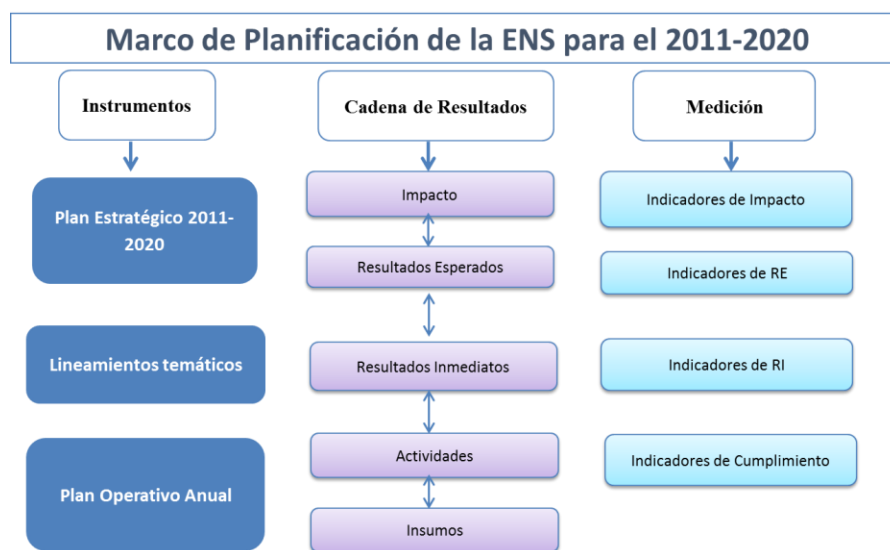 Marco de Planificación de la ENS para el 2011-2020
Instrumentos
Cadena de Resultados
Medición
Plan Estratégico 2011-
2020
Impacto
Indicadores de Impacto
Resultados Esperados
Indicadores de RE
Lineamientos temáticos
Resultados Inmediatos
Indicadores de RI
Plan Operativo Anual
Actividades
Indicadores de Cumplimiento
Insumos